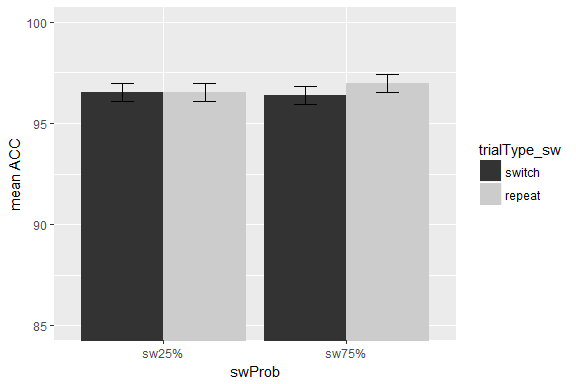 100
95
90
85
mean ACC
sw25%
sw75%
swProb
trialType_sw
switch
repeat